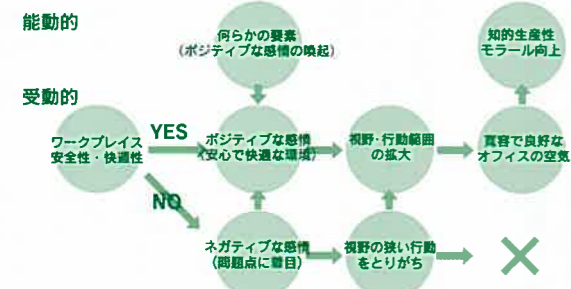 能動的
何らかの要素
(ポジティブな感情の喚起)
知的生産性
モラール向上
受動的
ワークプレイス
安全性・快適性
YES
ポジティブな感情
(安心で快適な環境)
視野・行動範囲
の拡大
寛容で良好な
オフィスの空気
NO
ネガティブな感情
(問題点に着目)
視野の狭い行動
をとりがち